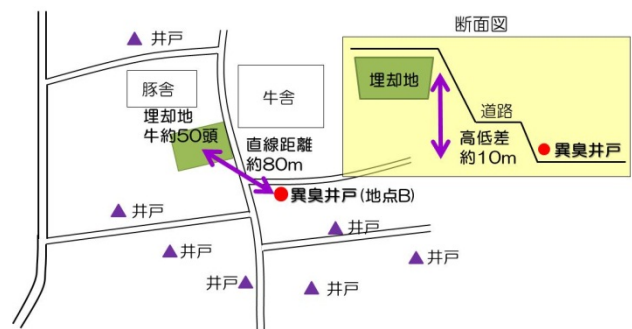 断面図
井戸
豚舎
埋却地
牛約50頭
牛舎
直線距離
約80m
埋却地
道路
高低差
約10m
異臭井戸
異臭井戸(地点B)
井戸
井戸
井戸
井戸
井戸
井戸